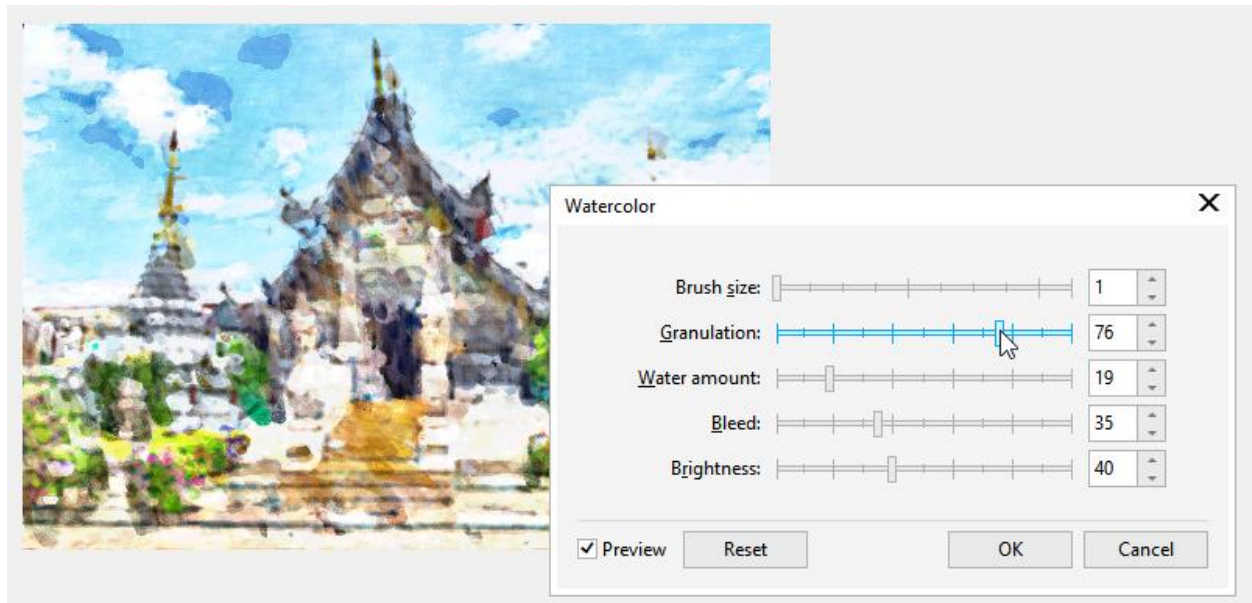 Watercolor
Brush size: 1
Granulation: 76
Water amount: 19
Bleed: 35
Brightness: 40
Preview Reset OK Cancel